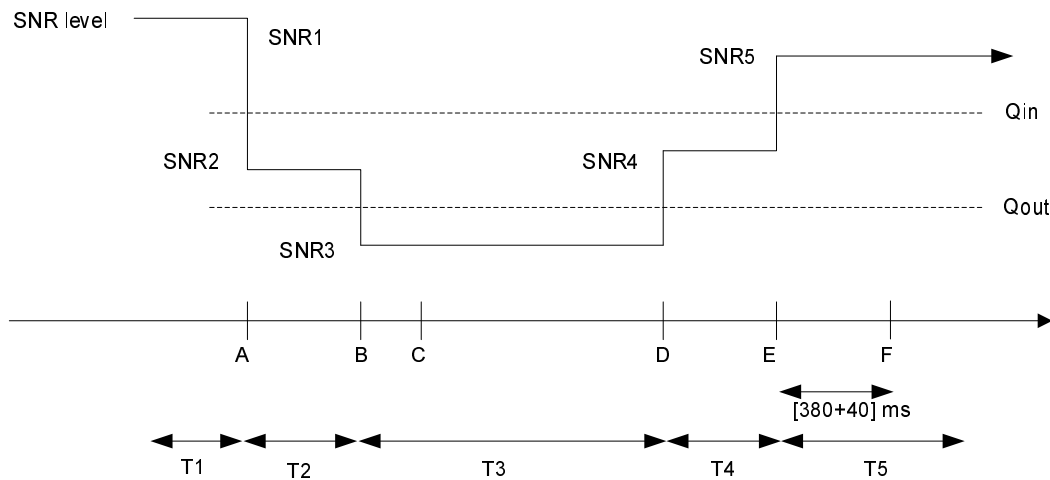 SNR level
SNR1
SNR5
Qin
SNR2
SNR4
Qout
SNR3
A
B
C
D
E
F
[380+40] ms
T1
T2
T3
T4
T5